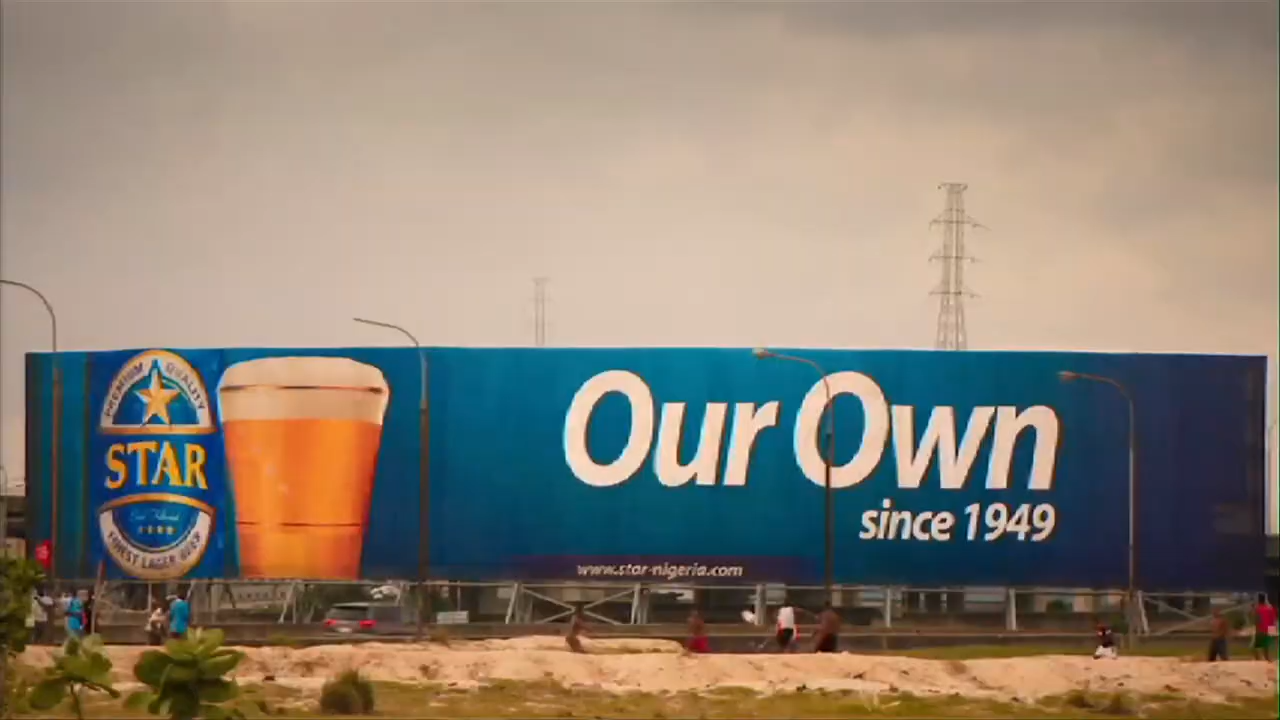 PREMIUM QUALITY
STAR
FINEST LAGER BEER
Our Own
since 1949
www.star-nigeria.com